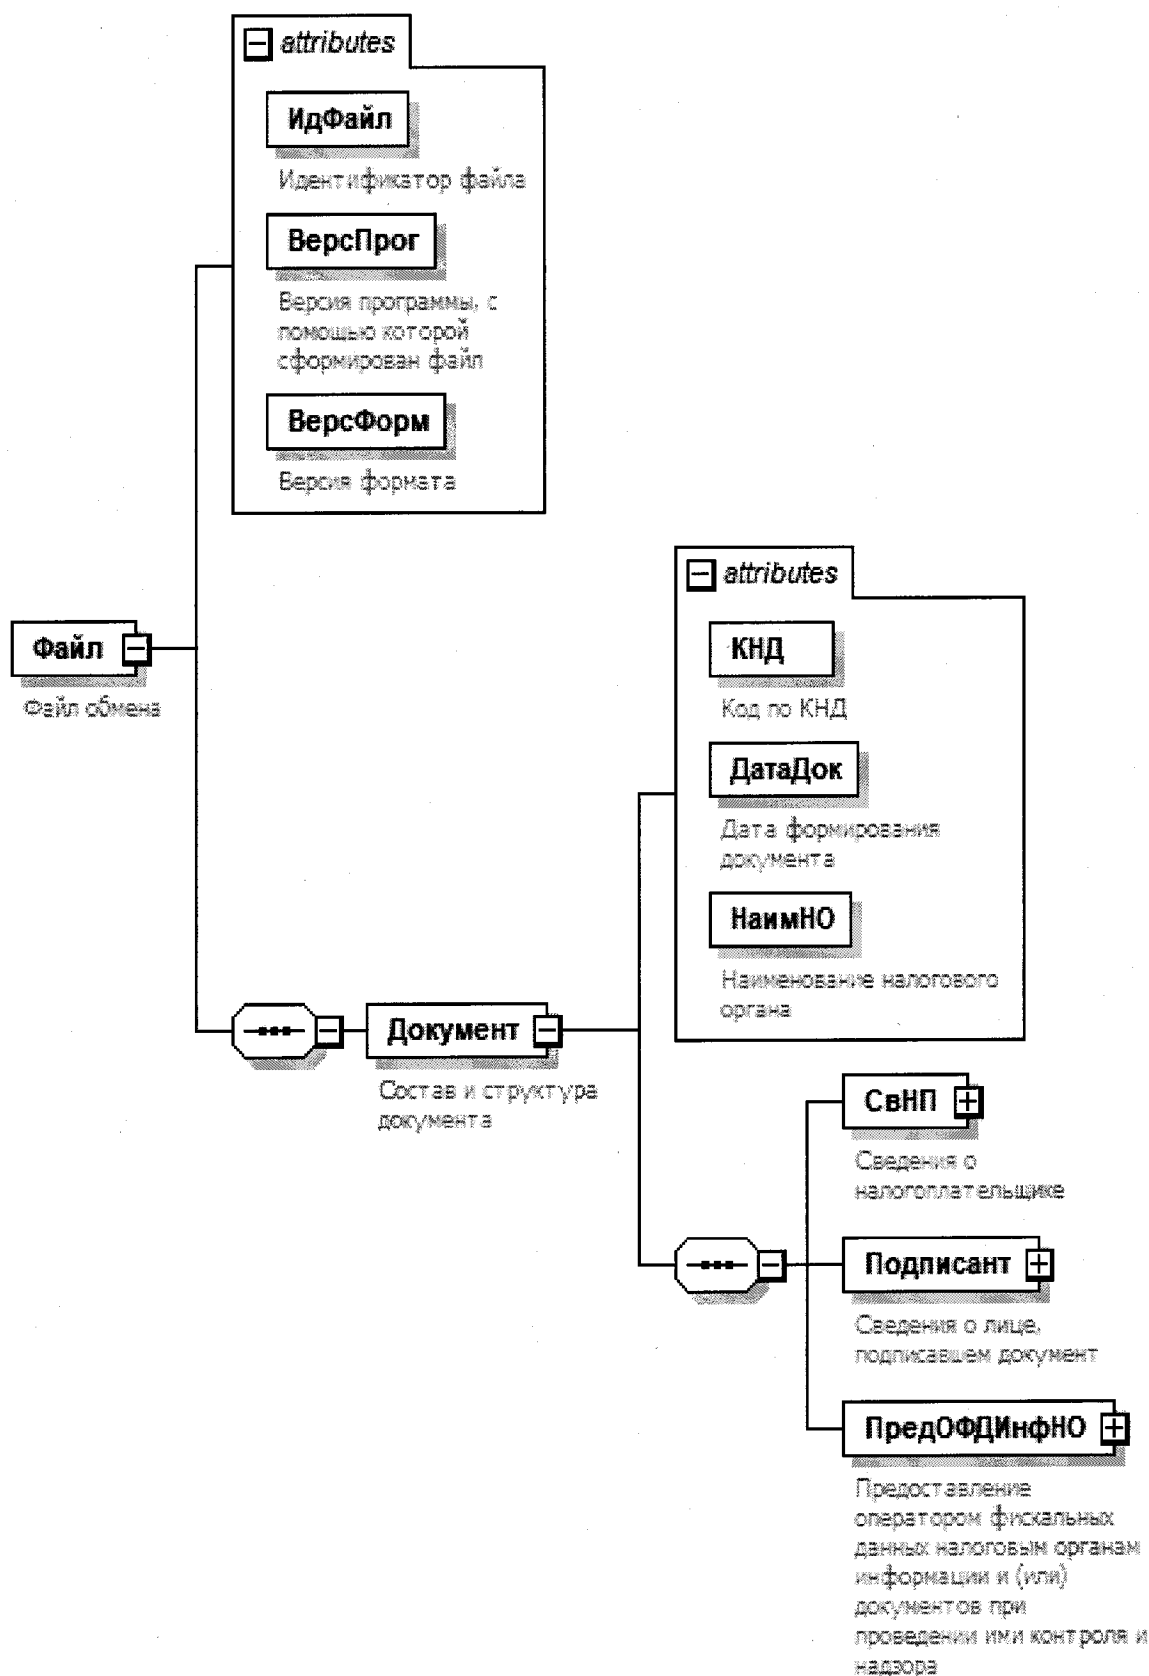 attributes
ИдФайл
Идентификатор файла
ВерсПрог
Версия программы, с
помощью которой
сформирован файл
ВерсФорм
Версия формата
Файл
Файл обмена
Документ
Состав и структура
документа
attributes
КНД
Код по КНД
ДатаДок
Дата формирования
документа
НаимНО
Наименование налогового
органа
СвНП
Сведения о
налогоплательщике
Подписант
Сведения о лице,
подписавшем документ
ПредОФДИнфНО
Предоставление
оператором фискальных
данных налоговым органам
информации и (или)
документов при
проведении ими контроля и
надзора